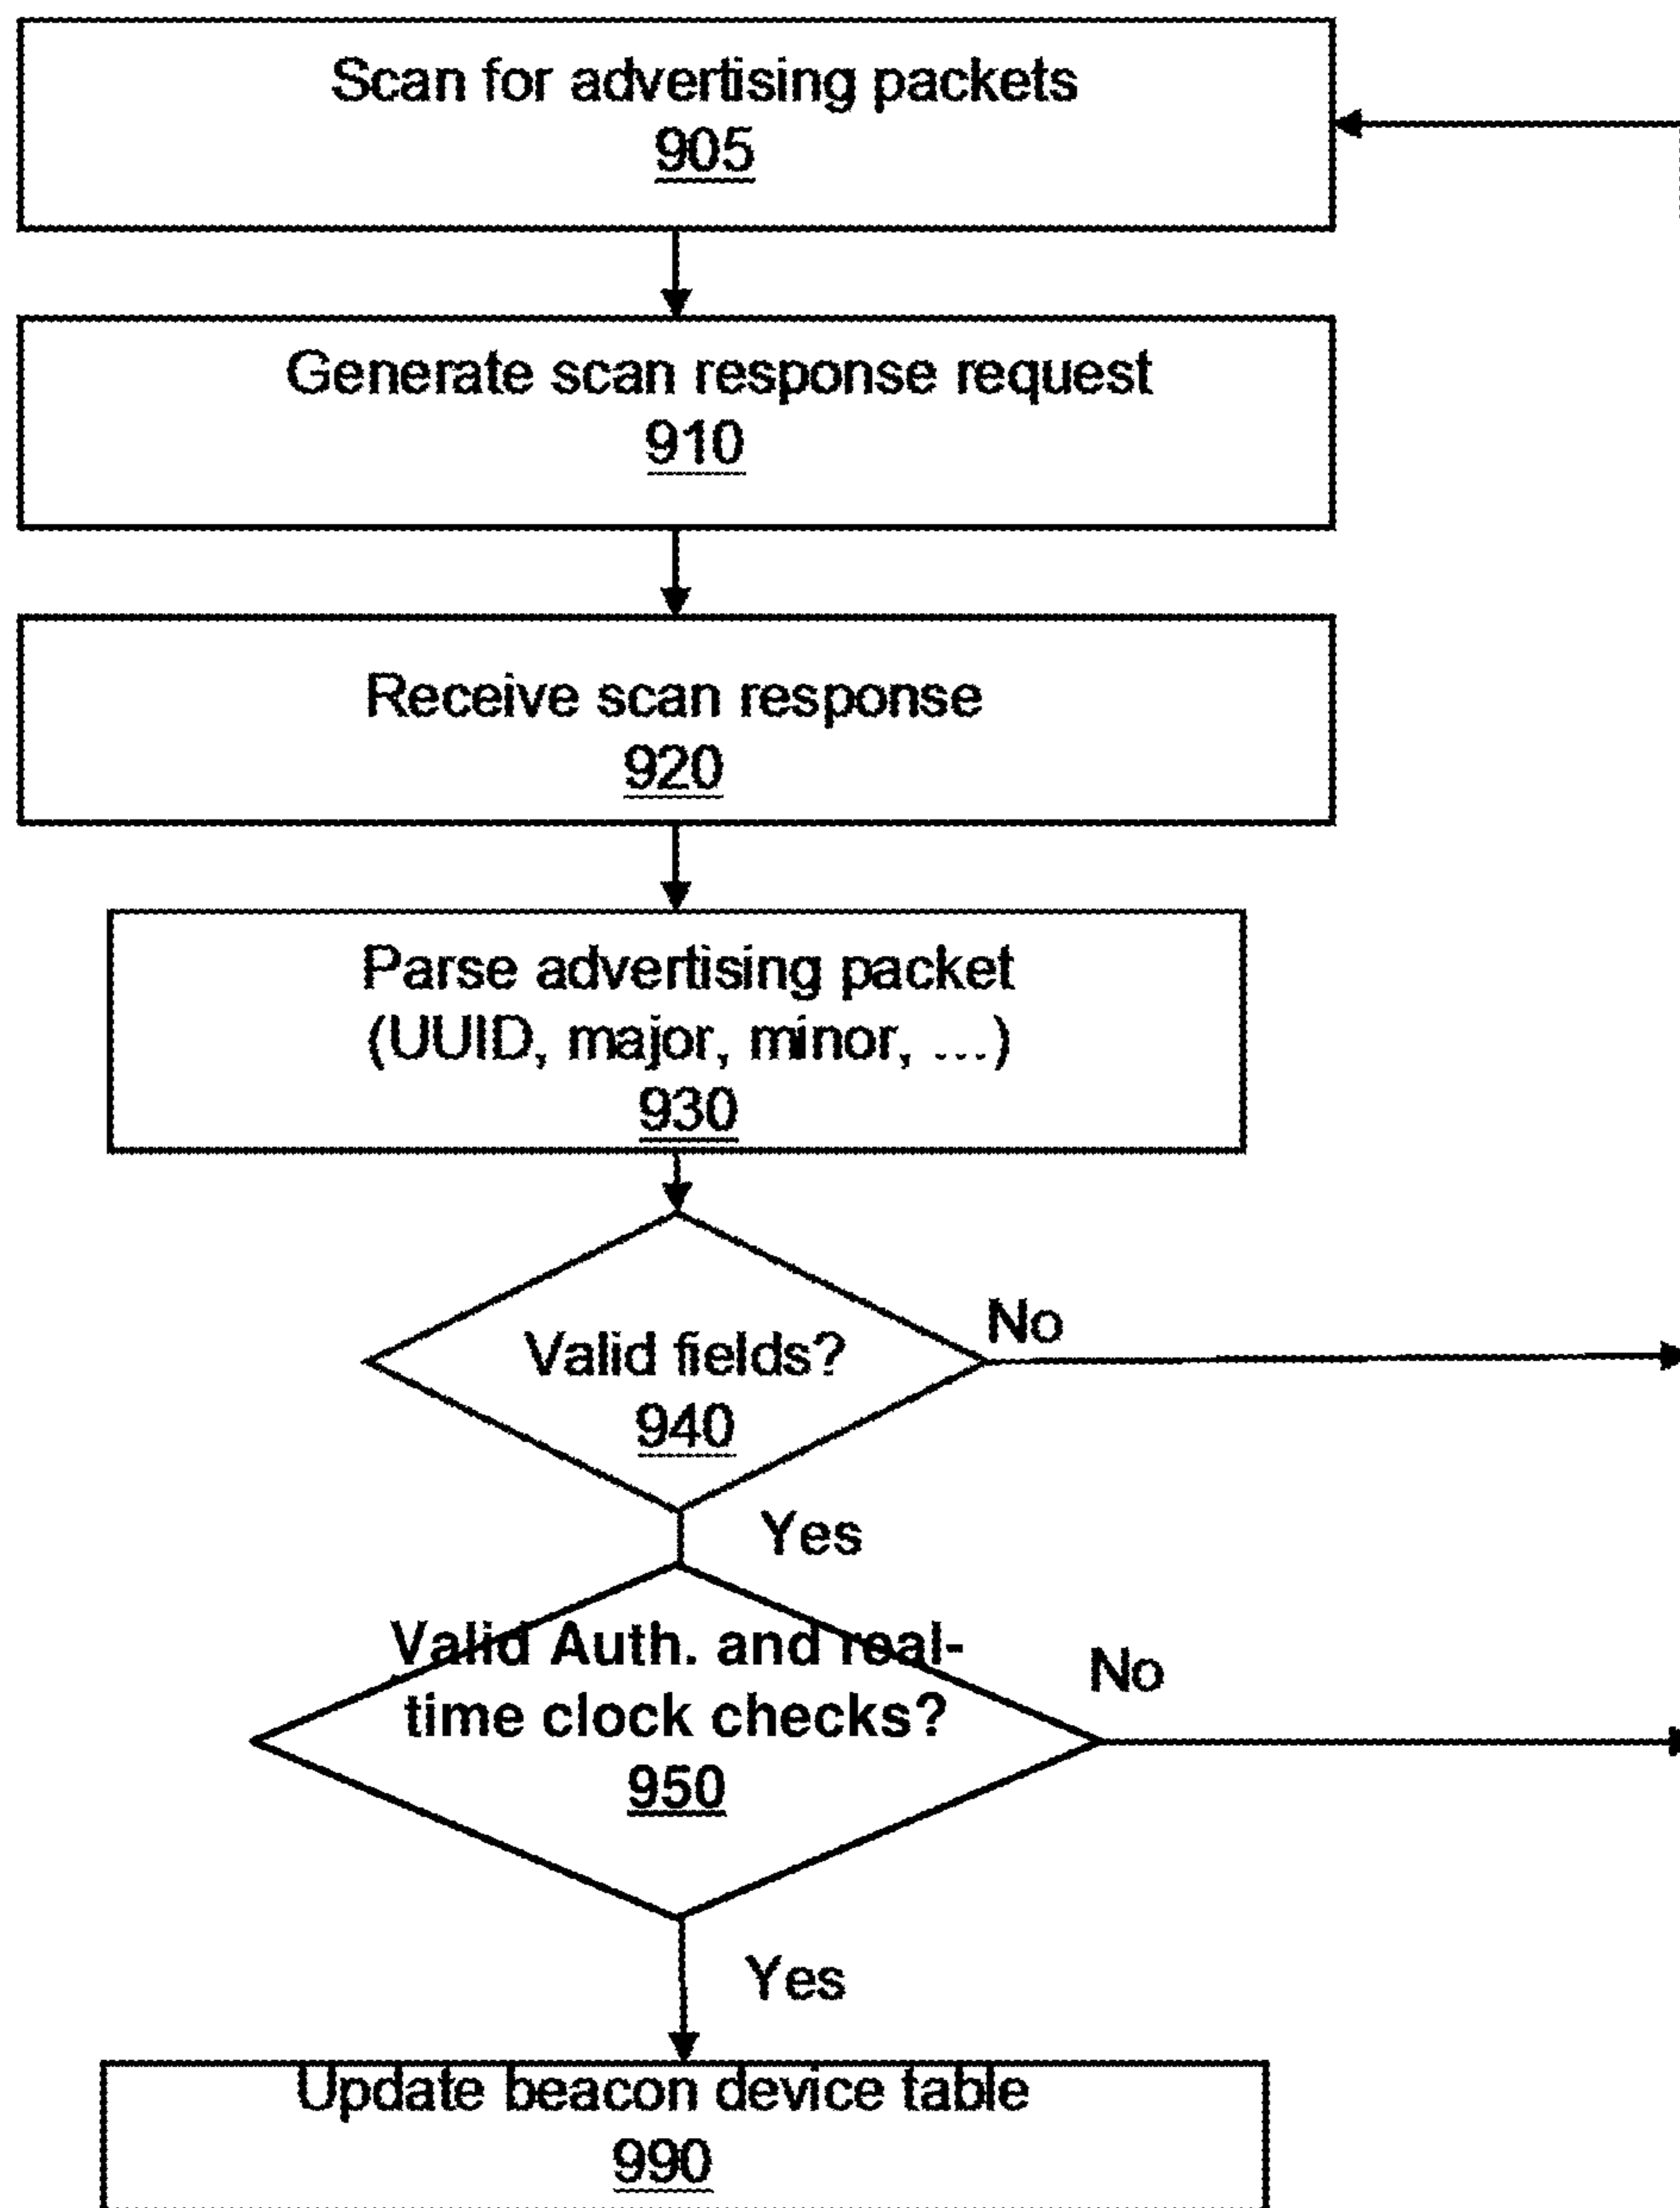 Scan for advertising packets
905
Generate scan response request
910
Receive scan response
920
Parse advertising packet
(UUID, major, minor, ...)
930
Valid fields?
940
No
Yes
Valid Auth. and real-
time clock checks?
950
No
Yes
Update beacon device table
990